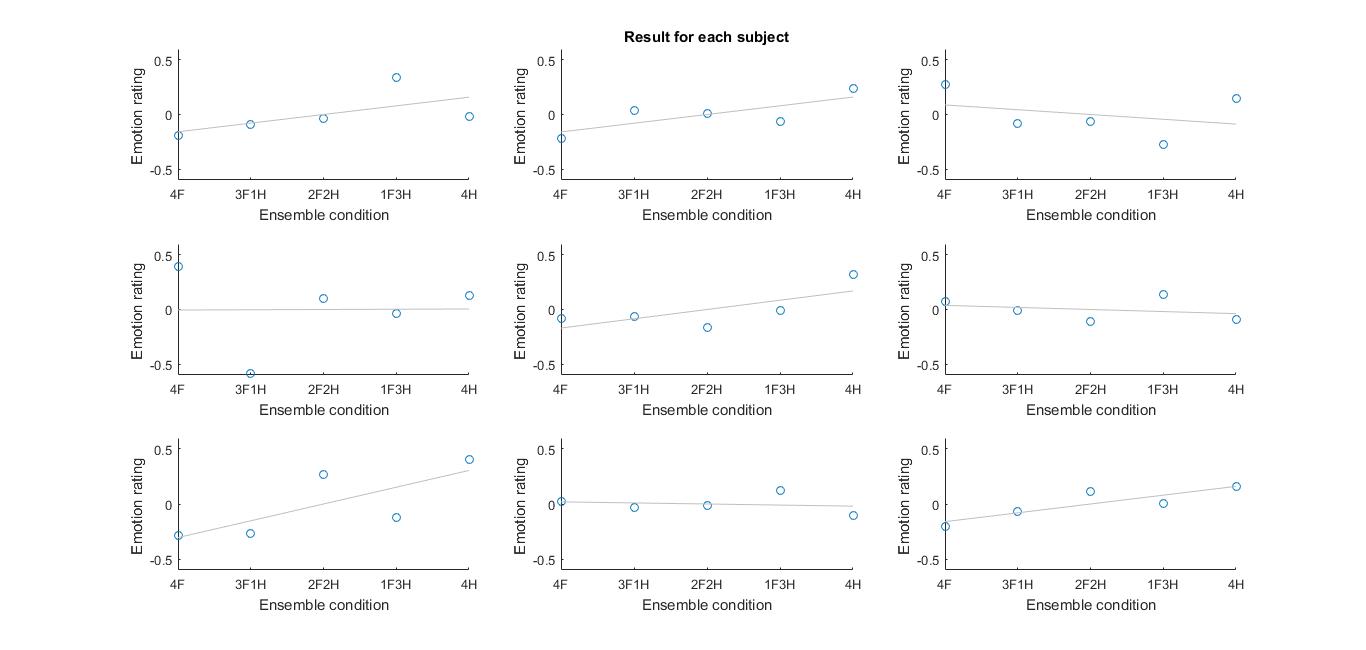 Result for each subject
Emotion rating
0.5
0
-0.5
4F 3F1H 2F2H 1F3H 4H
Ensemble condition
Emotion rating
0.5
0
-0.5
4F 3F1H 2F2H 1F3H 4H
Ensemble condition
Emotion rating
0.5
0
-0.5
4F 3F1H 2F2H 1F3H 4H
Ensemble condition
Emotion rating
0.5
0
-0.5
4F 3F1H 2F2H 1F3H 4H
Ensemble condition
Emotion rating
0.5
0
-0.5
4F 3F1H 2F2H 1F3H 4H
Ensemble condition
Emotion rating
0.5
0
-0.5
4F 3F1H 2F2H 1F3H 4H
Ensemble condition
Emotion rating
0.5
0
-0.5
4F 3F1H 2F2H 1F3H 4H
Ensemble condition
Emotion rating
0.5
0
-0.5
4F 3F1H 2F2H 1F3H 4H
Ensemble condition
Emotion rating
0.5
0
-0.5
4F 3F1H 2F2H 1F3H 4H
Ensemble condition